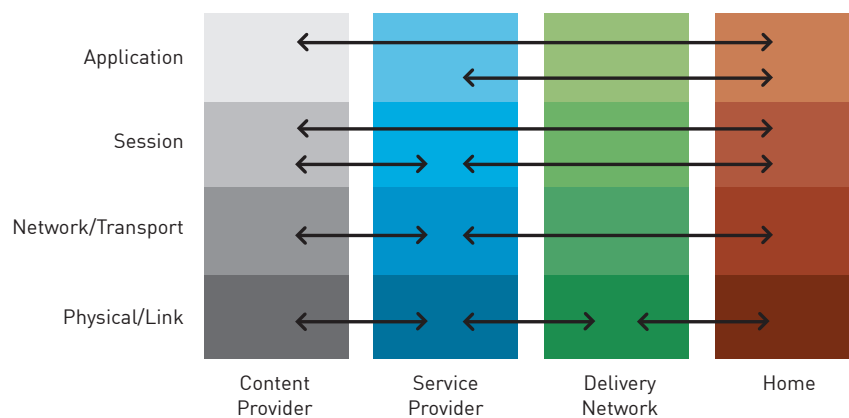 Application
Session
Network/Transport
Physical/Link
Content
Provider
Service
Provider
Delivery
Network
Home